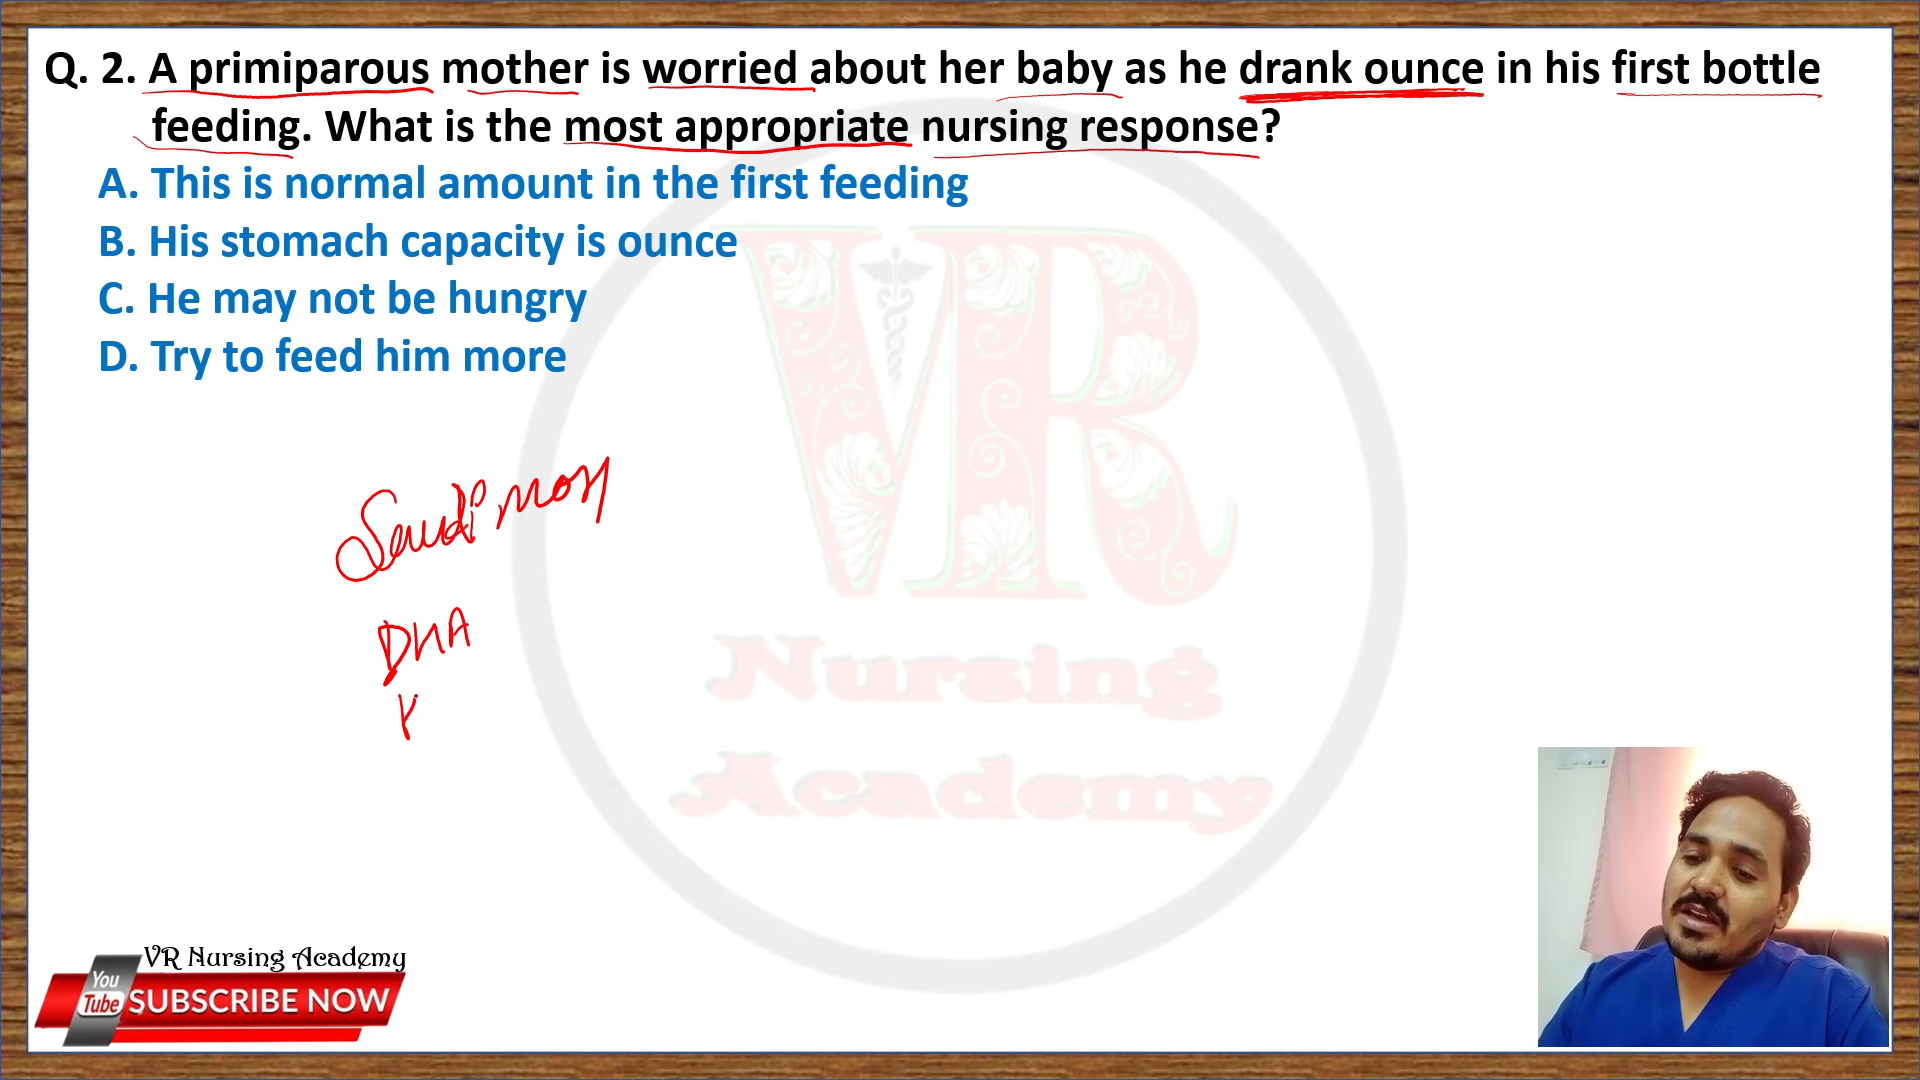 Q. 2. A primiparous mother is worried about her baby as he drank ounce in his first bottle
feeding. What is the most appropriate nursing response?
A. This is normal amount in the first feeding
B. His stomach capacity is ounce
C. He may not be hungry
D. Try to feed him more
VR
Saudi
DHA
Nursing
Academy
VR Nursing Academy
You
Tube SUBSCRIBE NOW